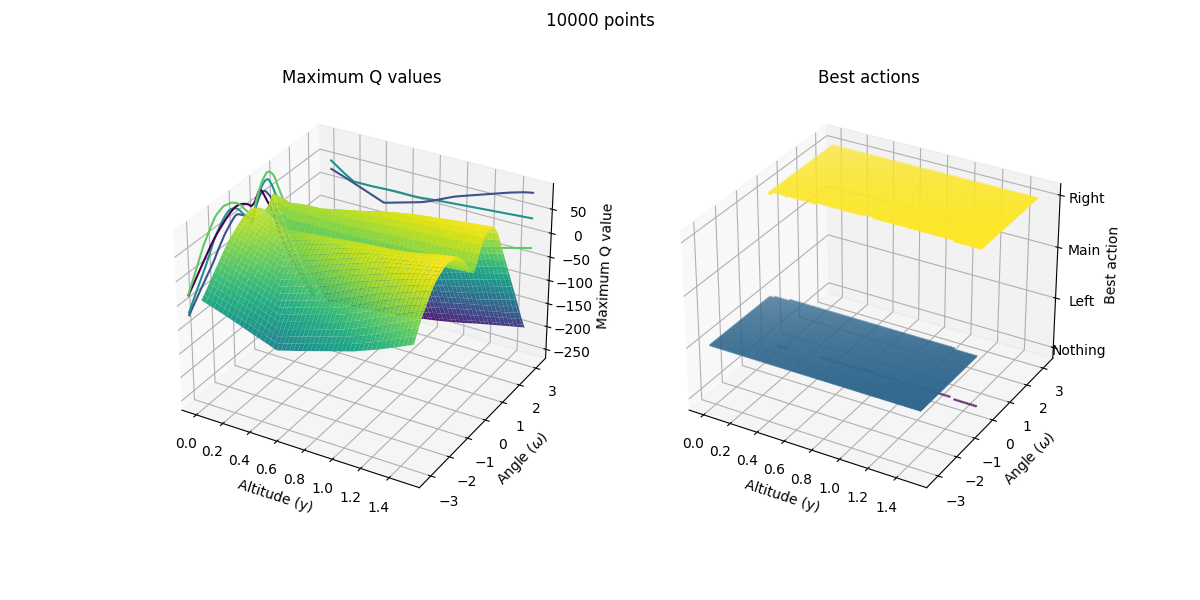 10000 points
Maximum Q values
50
0
−50
−100
−150
−200
−250
Maximum Q value
0.0
0.2
0.4
0.6
0.8
1.0
1.2
1.4
Altitude (y)
−3
−2
−1
0
1
2
3
Angle (ω)
Best actions
Right
Main
Left
Nothing
Best action
0.0
0.2
0.4
0.6
0.8
1.0
1.2
1.4
Altitude (y)
−3
−2
−1
0
1
2
3
Angle (ω)